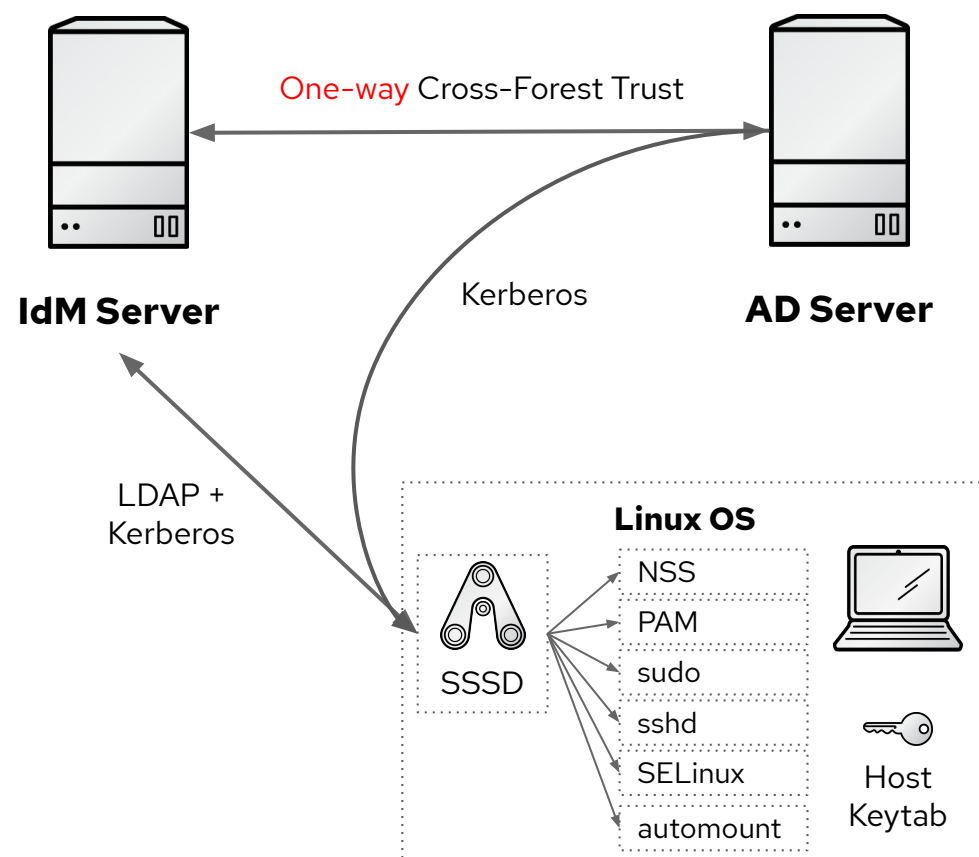 One-way Cross-Forest Trust
IdM Server
AD Server
Kerberos
LDAP +
Kerberos
Linux OS
SSSD
NSS
PAM
sudo
sshd
SELinux
automount
Host
Keytab